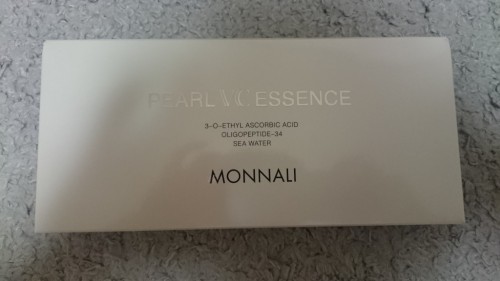 PEARL VC ESSENCE
3-O-ETHYL ASCORBIC ACID
OLIGOPEPTIDE-34
SEA WATER
MONNALI